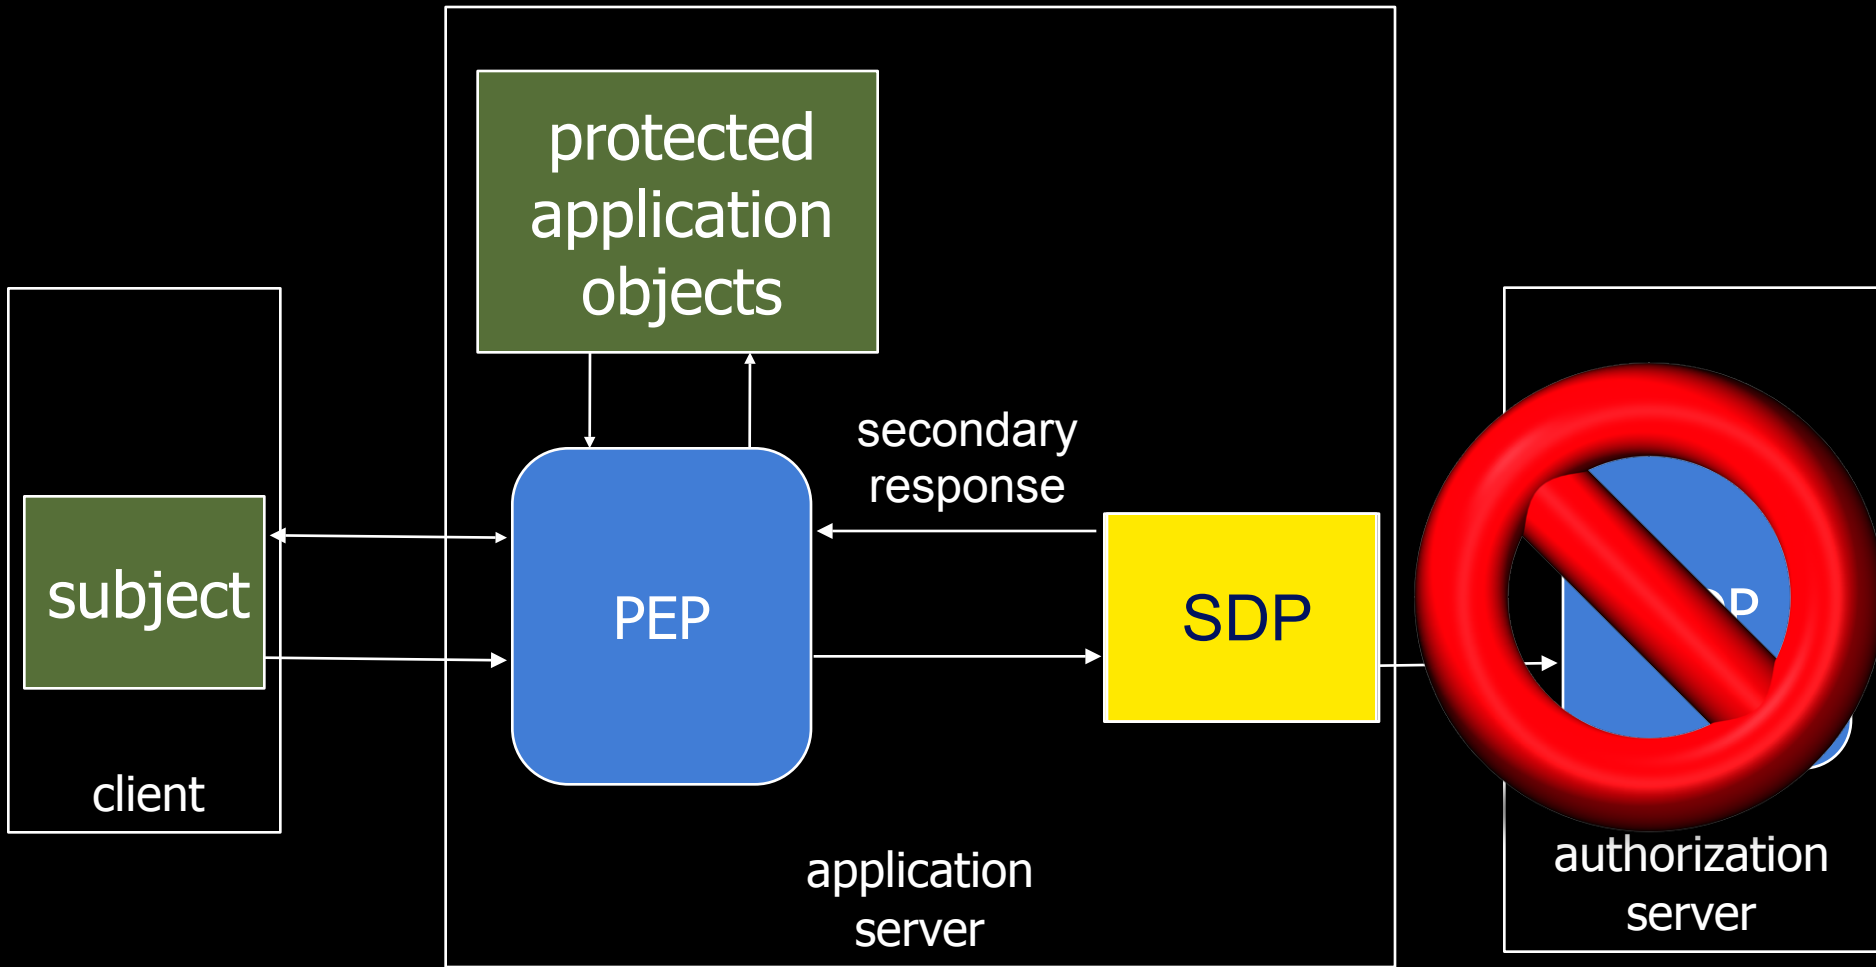 protected
application
objects
secondary
response
subject
PEP
SDP
client
application
server
authorization
server